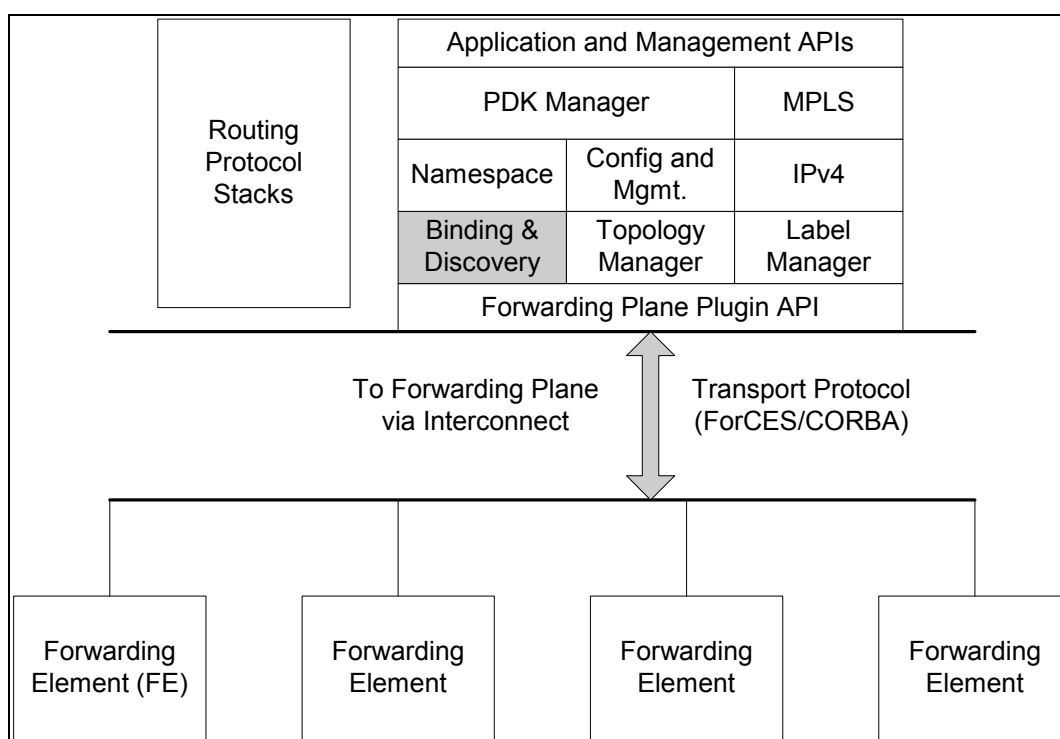 Application and Management APIs
PDK Manager
MPLS
Routing
Protocol
Stacks
Namespace
Config and
Mgmt.
IPv4
Binding &
Discovery
Topology
Manager
Label
Manager
Forwarding Plane Plugin API
To Forwarding Plane
via Interconnect
Transport Protocol
(ForCES/CORBA)
Forwarding
Element (FE)
Forwarding
Element
Forwarding
Element
Forwarding
Element